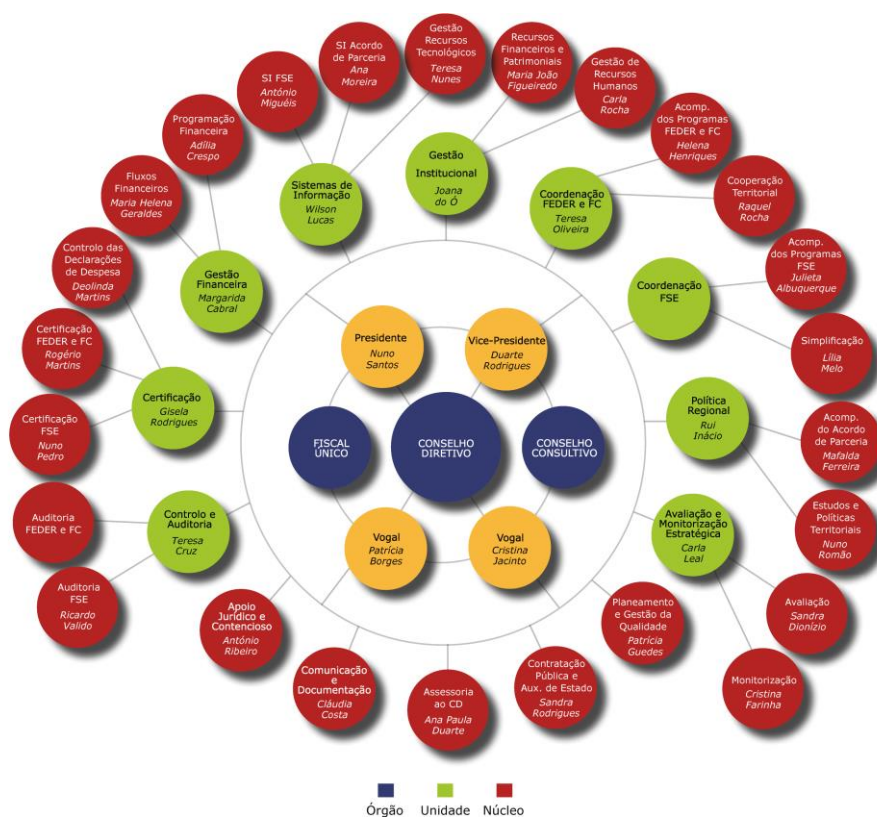 Gestão
Recursos
Tecnológicos
Teresa
Nunes
SI Acordo
de Parceria
Ana
Moreira
Recursos
Financeiros e
Patrimoniais
Maria João
Figueiredo
SI FSE
António
Miguéis
Gestão de
Recursos
Humanos
Carla
Rocha
Programação
Financeira
Adília
Crespo
Acomp.
dos Programas
FEDER e FC
Helena
Henriques
Fluxos
Financeiros
Maria Helena
Geraldes
Sistemas de
Informação
Wilson
Lucas
Gestão
Institucional
Joana
do Ó
Coordenação
FEDER e FC
Teresa
Oliveira
Cooperação
Territorial
Raquel
Rocha
Controlo das
Declarações
de Despesa
Deolinda
Martins
Gestão
Financeira
Margarida
Cabral
Coordenação
FSE
Acomp.
dos Programas
FSE
Julieta
Albuquerque
Certificação
FEDER e FC
Rogério
Martins
Presidente
Nuno
Santos
Vice-Presidente
Duarte
Rodrigues
Simplificação
Lília
Melo
Certificação
Gisela
Rodrigues
Política
Regional
Rui
Inácio
Certificação
FSE
Nuno
Pedro
FISCAL
ÚNICO
CONSELHO
DIRETIVO
CONSELHO
CONSULTIVO
Acomp.
do Acordo
de Parceria
Mafalda
Ferreira
Auditoria
FEDER e FC
Controlo e
Auditoria
Teresa
Cruz
Vogal
Patrícia
Borges
Vogal
Cristina
Jacinto
Avaliação e
Monitorização
Estratégica
Carla
Leal
Estudos e
Políticas
Territoriais
Nuno
Romão
Auditoria
FSE
Ricardo
Valido
Apoio
Jurídico e
Contencioso
António
Ribeiro
Planeamento
e Gestão da
Qualidade
Patrícia
Guedes
Avaliação
Sandra
Dionízio
Comunicação
e
Documentação
Cláudia
Costa
Assessoria
ao CD
Ana Paula
Duarte
Contratação
Pública e
Aux. de Estado
Sandra
Rodrigues
Monitorização
Cristina
Farinha
Órgão
Unidade
Núcleo